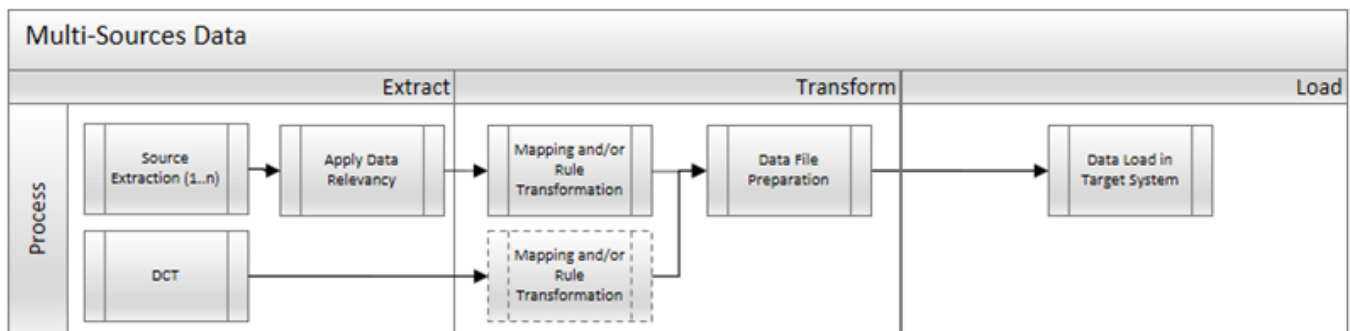 Multi-Sources Data
Extract
Transform
Load
Process
Source
Extraction (1..n)
Apply Data
Relevancy
Mapping and/or
Rule
Transformation
Data File
Preparation
Data Load in
Target System
DCT
Mapping and/or
Rule
Transformation